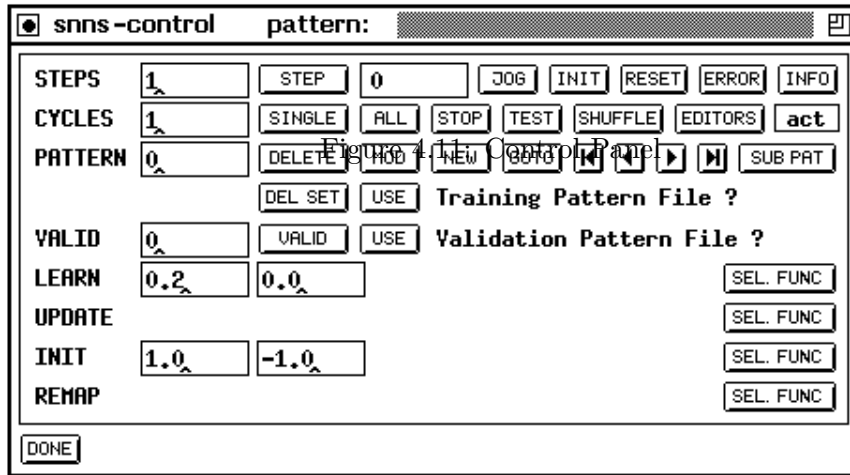 snns-control pattern:
STEPS 1 STEP 0 JOG INIT RESET ERROR INFO
CYCLES 1 SINGLE ALL STOP TEST SHUFFLE EDITORS act
PATTERN 0 DELETE MOD NEW GOTO SUB PAT
Figure 4.11: Control Panel
DEL SET USE Training Pattern File ?
VALID 0 VALID USE Validation Pattern File ?
LEARN 0.2 0.0 SEL. FUNC
UPDATE SEL. FUNC
INIT 1.0 -1.0 SEL. FUNC
REMAP SEL. FUNC
DONE